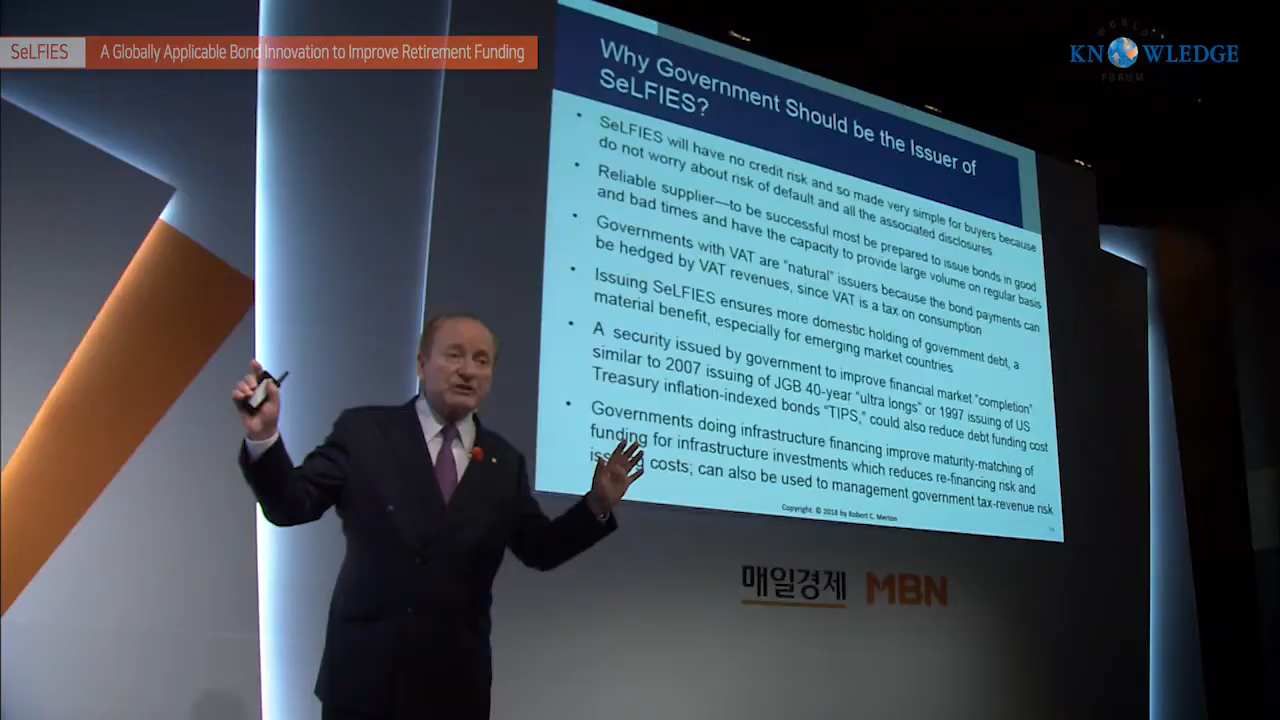 SeLFIES A Globally Applicable Bond Innovation to Improve Retirement Funding
WORLD
KNOWLEDGE
FORUM
Why Government Should be the Issuer of
SeLFIES?
• SeLFIES will have no credit risk and so made very simple for buyers because
do not worry about risk of default and all the associated disclosures
• Reliable supplier—to be successful most be prepared to issue bonds in good
and bad times and have the capacity to provide large volume on regular basis
• Governments with VAT are "natural" issuers because the bond payments can
be hedged by VAT revenues, since VAT is a tax on consumption
• Issuing SeLFIES ensures more domestic holding of government debt, a
material benefit, especially for emerging market countries
• A security issued by government to improve financial market "completion"
similar to 2007 issuing of JGB 40-year "ultra longs" or 1997 issuing of US
Treasury inflation-indexed bonds "TIPS," could also reduce debt funding cost
• Governments doing infrastructure financing improve maturity-matching of
funding for infrastructure investments which reduces re-financing risk and
costs; can also be used to management government tax-revenue risk
Copyright © 2018 by Robert C. Merton
매일경제 MBN